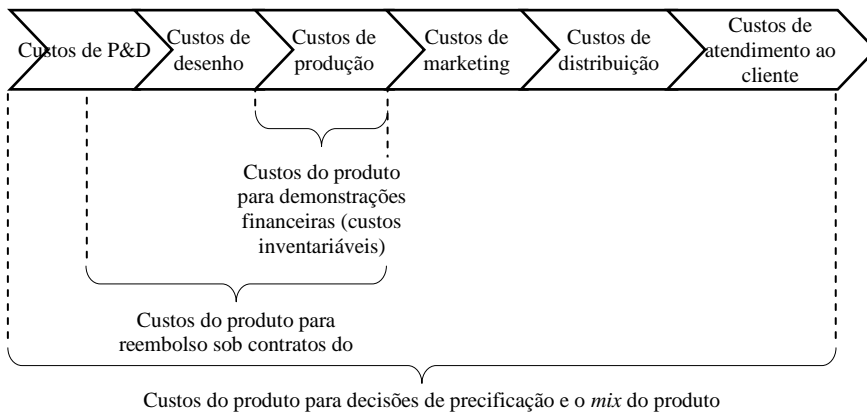 Custos de P&D
Custos de
desenho
Custos de
produção
Custos de
marketing
Custos de
distribuição
Custos de
atendimento ao
cliente
Custos do produto
para demonstrações
financeiras (custos
inventariáveis)
Custos do produto para
reembolso sob contratos do
Custos do produto para decisões de precificação e o mix do produto